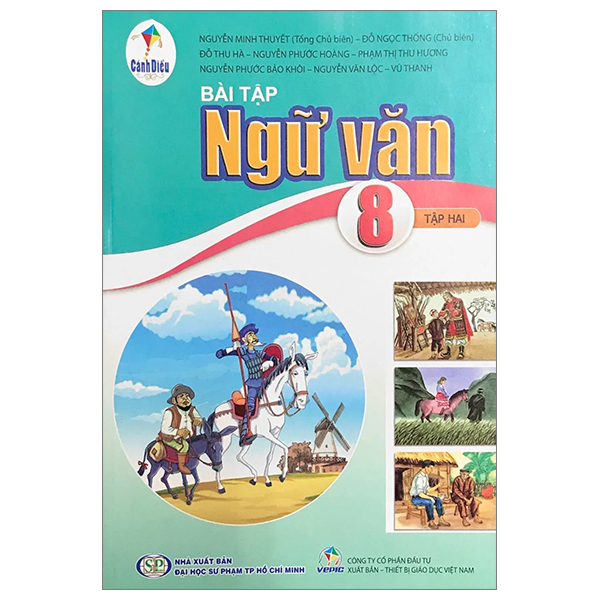 NGUYỄN MINH THUYẾT (Tổng Chủ biên) – ĐỖ NGỌC THỐNG (Chủ biên)
ĐỖ THU HÀ – NGUYỄN PHƯỚC HOÀNG – PHẠM THỊ THU HƯƠNG
NGUYỄN PHƯỚC BẢO KHÔI – NGUYỄN VĂN LỘC – VŨ THANH
Cánh Diều
BÀI TẬP
Ngữ văn
8
TẬP HAI
NHÀ XUẤT BẢN
ĐẠI HỌC SƯ PHẠM TP HỒ CHÍ MINH
VEPIC
CÔNG TY CỔ PHẦN ĐẦU TƯ
XUẤT BẢN – THIẾT BỊ GIÁO DỤC VIỆT NAM